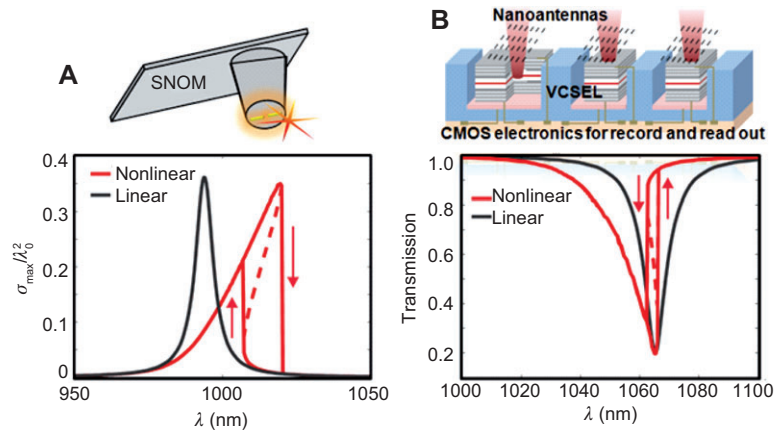 A
SNOM
0.4
0.3
0.2
0.1
0
σmax/λ₀²
Nonlinear
Linear
950
1000
1050
λ (nm)
B
Nanoantennas
VCSEL
CMOS electronics for record and read out
1.0
0.8
0.6
0.4
0.2
Transmission
Nonlinear
Linear
1000
1020
1040
1060
1080
1100
λ (nm)